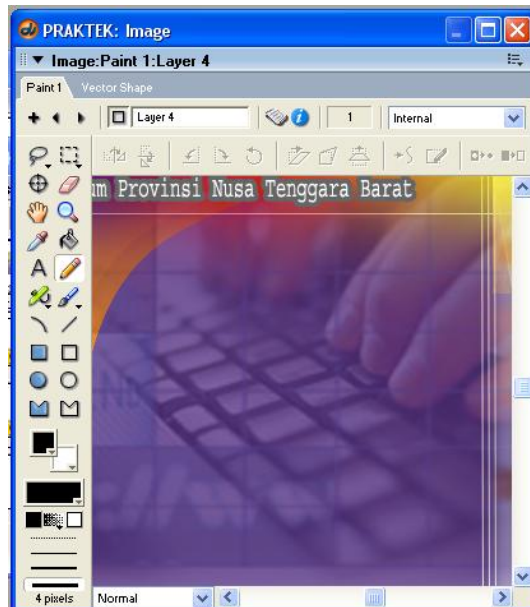 PRAKTEK: Image
Image:Paint 1:Layer 4
Paint 1 Vector Shape
Layer 4 1 Internal
um Provinsi Nusa Tenggara Barat
A
4 pixels Normal